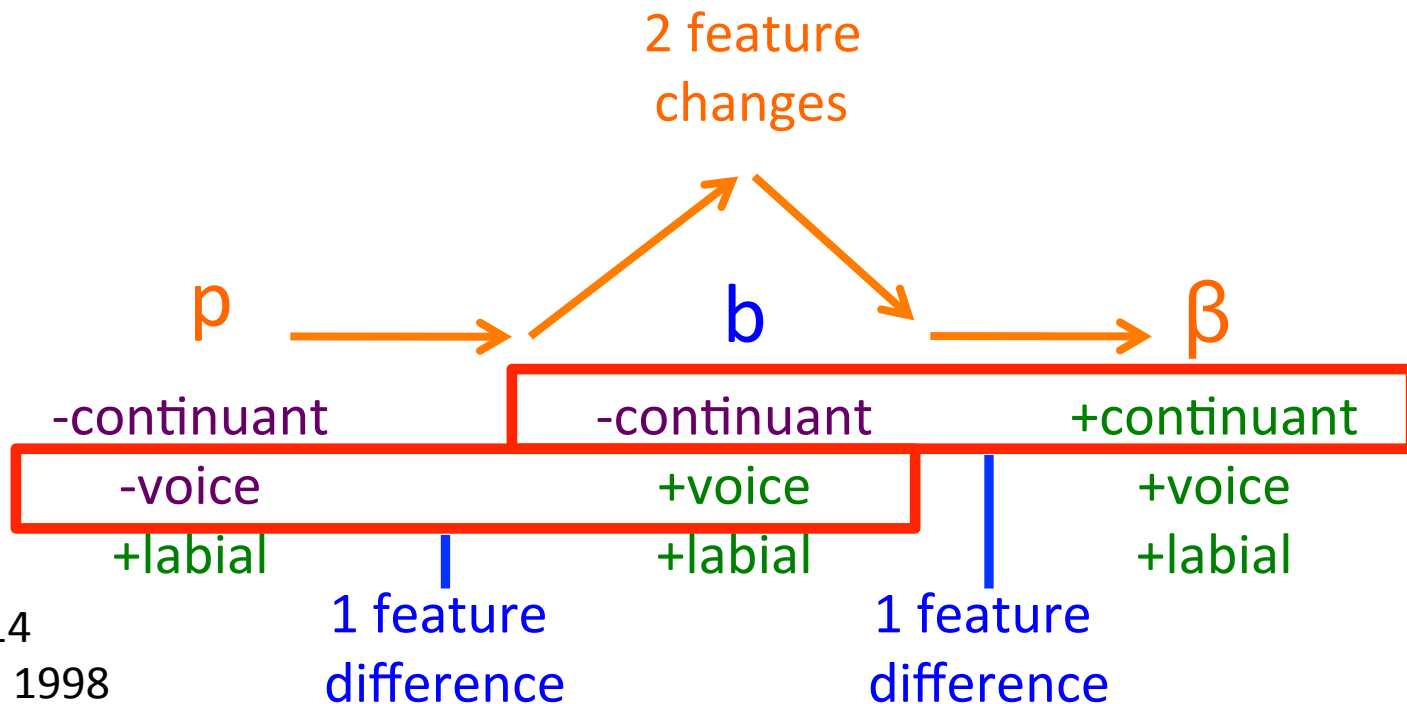 2 feature
changes
p b β
-continuant -continuant +continuant
-voice +voice +voice
+labial +labial +labial
1 feature
difference
1 feature
difference
14
1998